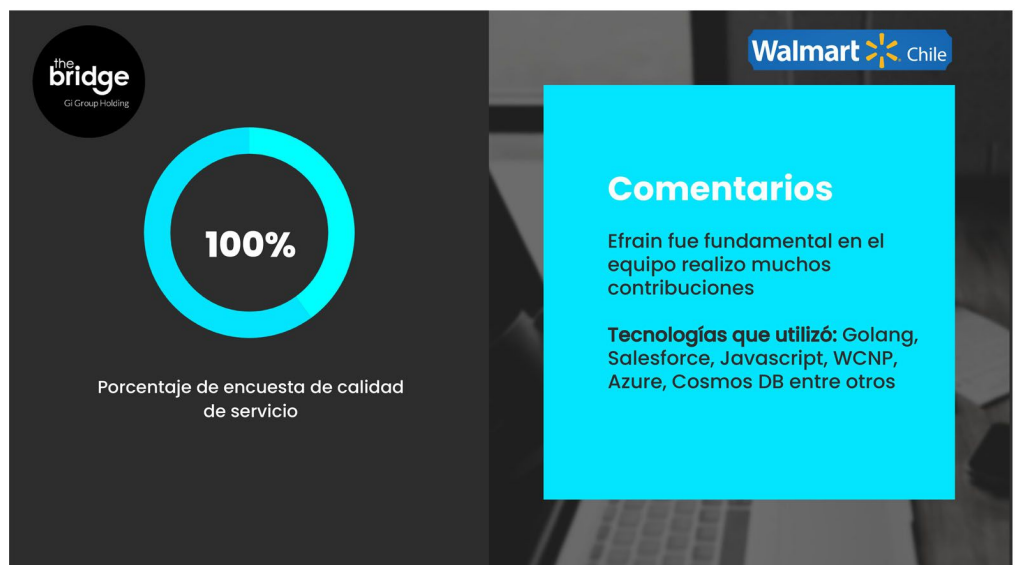 the
bridge
Gi Group Holding
100%
Porcentaje de encuesta de calidad
de servicio
Walmart Chile
Comentarios
Efrain fue fundamental en el
equipo realizo muchos
contribuciones
Tecnologías que utilizó: Golang,
Salesforce, Javascript, WCNP,
Azure, Cosmos DB entre otros